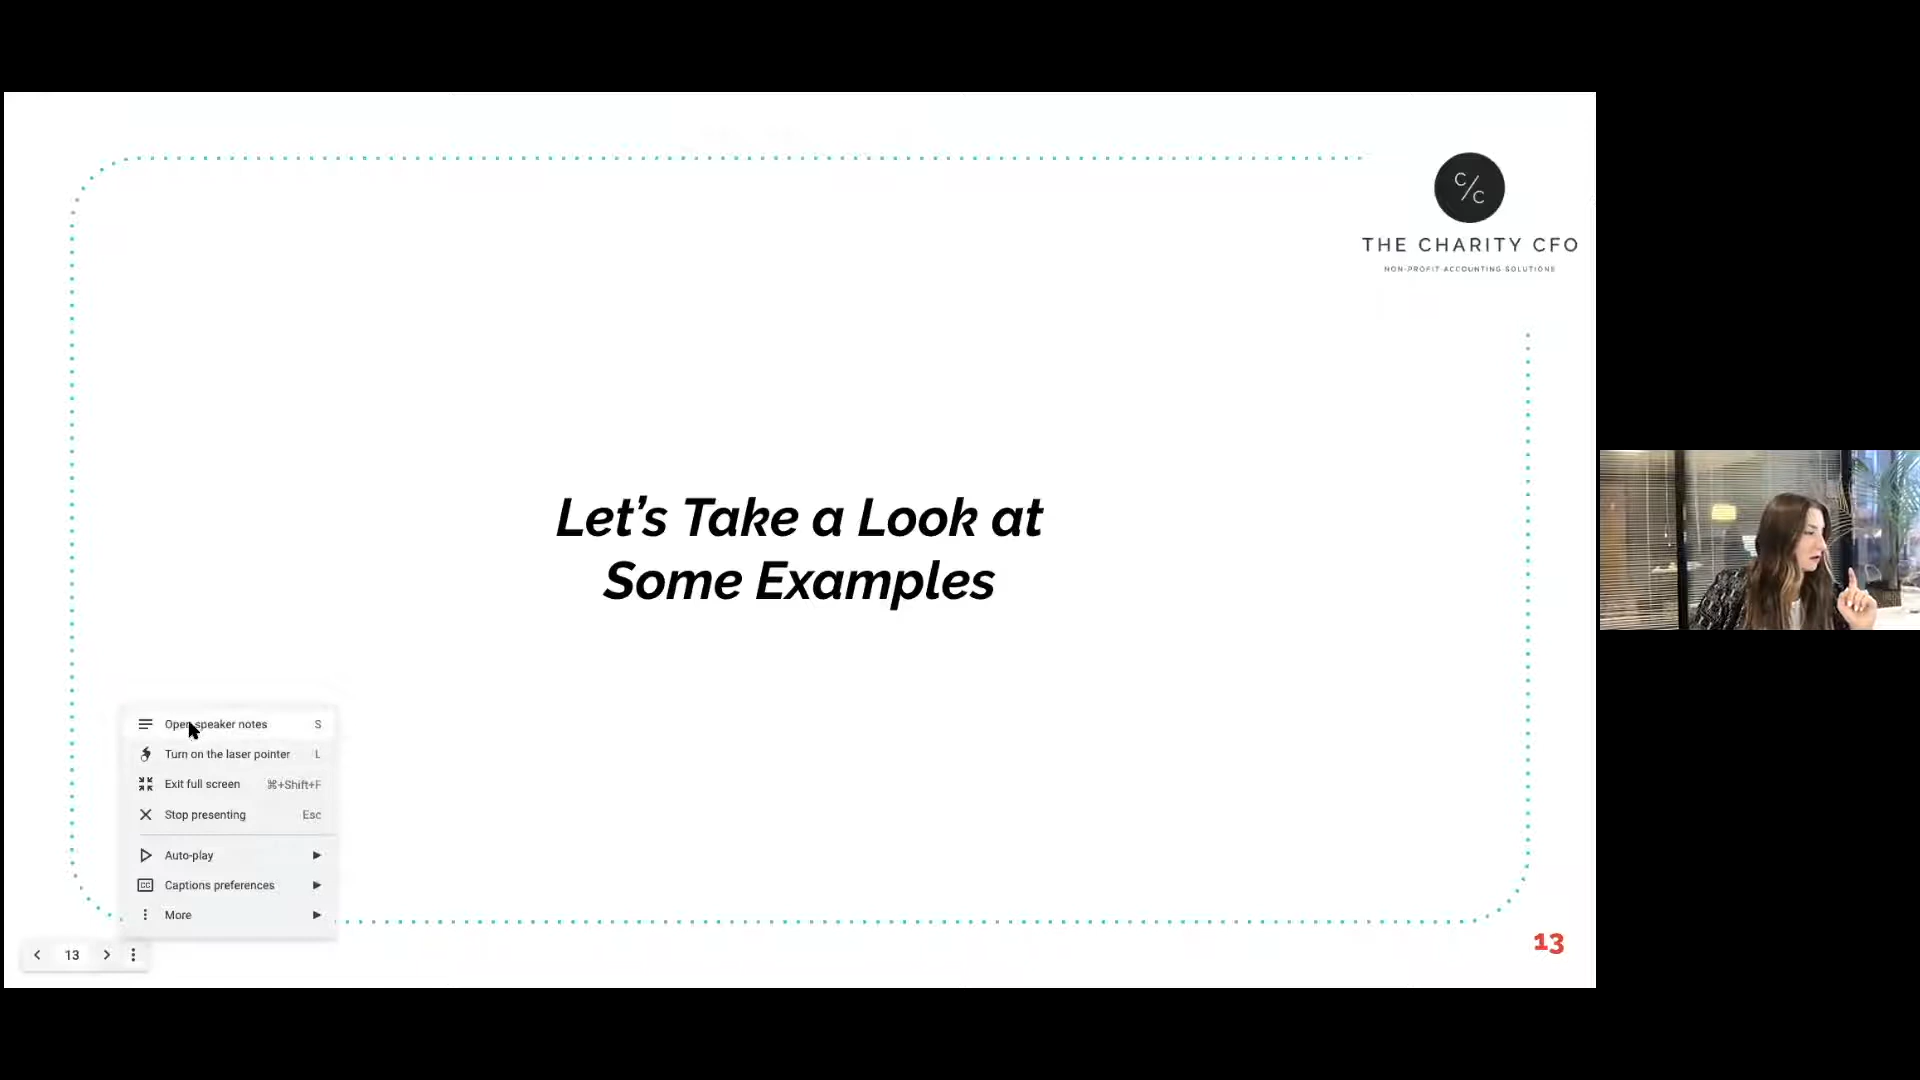 C/C
THE CHARITY CFO
NON-PROFIT ACCOUNTING SOLUTIONS
Let's Take a Look at
Some Examples
Open speaker notes S
Turn on the laser pointer L
Exit full screen ⌘+Shift+F
Stop presenting Esc
Auto-play
CC Captions preferences
More
13
13